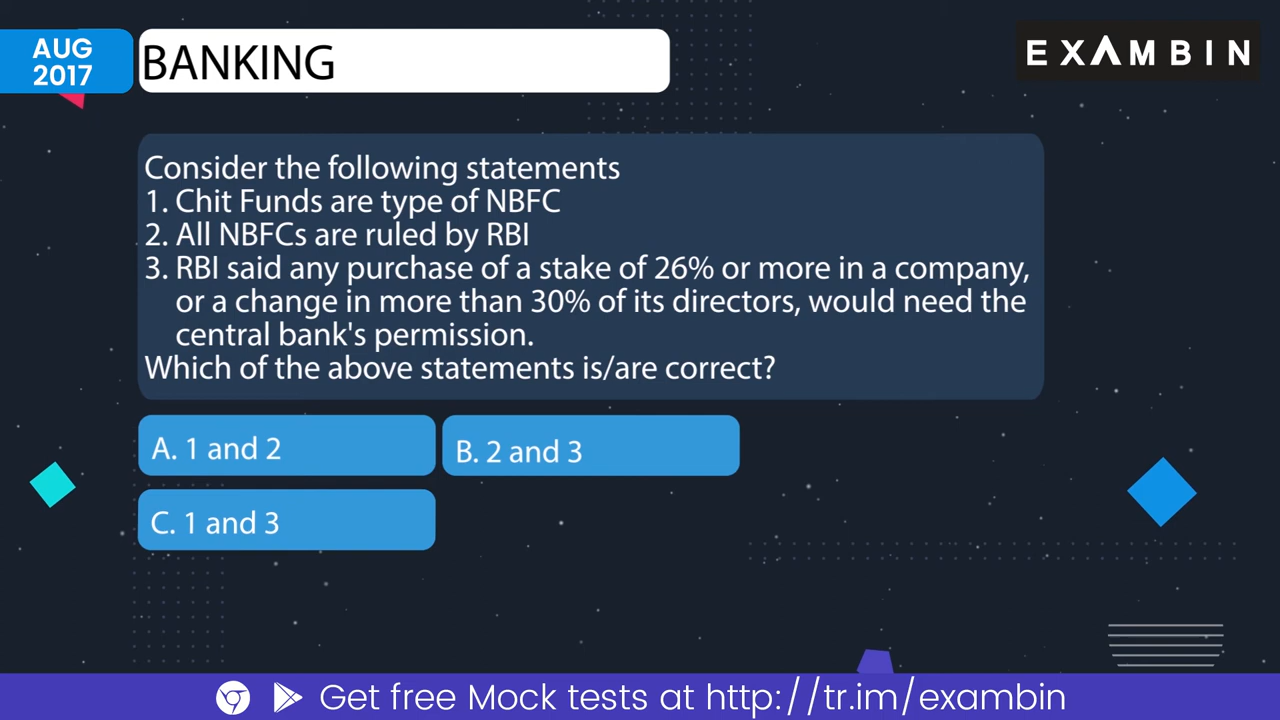 AUG
2017
BANKING
EXAMBIN
Consider the following statements
1. Chit Funds are type of NBFC
2. All NBFCs are ruled by RBI
3. RBI said any purchase of a stake of 26% or more in a company,
or a change in more than 30% of its directors, would need the
central bank's permission.
Which of the above statements is/are correct?
A. 1 and 2
B. 2 and 3
C. 1 and 3
Get free Mock tests at http://tr.im/exambin